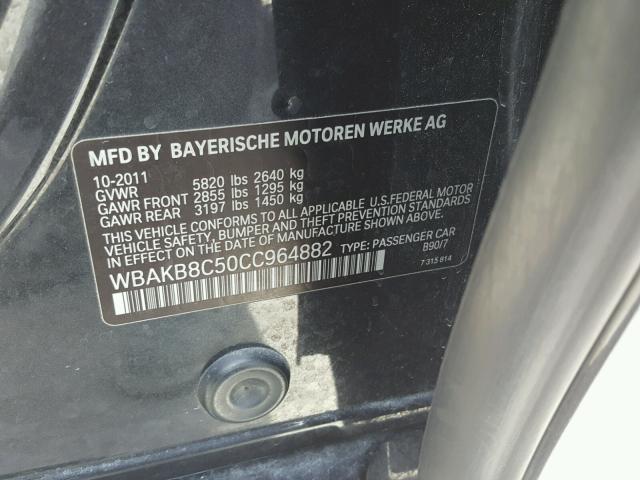 MFD BY BAYERISCHE MOTOREN WERKE AG
10-2011
GVWR 5820 lbs 2640 kg
GAWR FRONT 2855 lbs 1295 kg
GAWR REAR 3197 lbs 1450 kg
THIS VEHICLE CONFORMS TO ALL APPLICABLE U.S.FEDERAL MOTOR
VEHICLE SAFETY, BUMPER, AND THEFT PREVENTION STANDARDS
IN EFFECT ON THE DATE OF MANUFACTURE SHOWN ABOVE.
WBAKB8C50CC964882 TYPE: PASSENGER CAR
B90/7
7 315 814